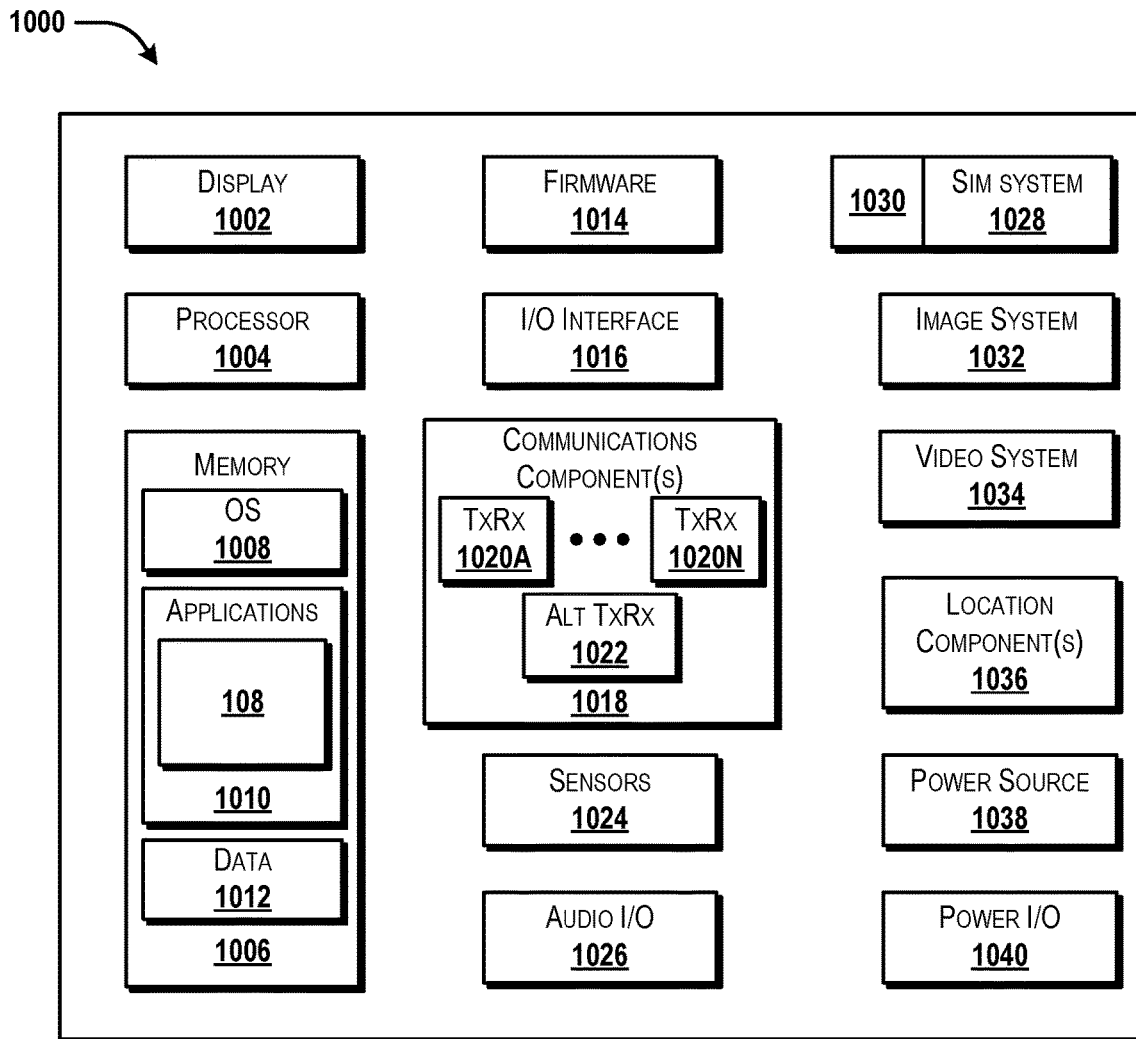 1000
DISPLAY
1002
PROCESSOR
1004
MEMORY
OS
1008
APPLICATIONS
108
1010
DATA
1012
1006
FIRMWARE
1014
I/O INTERFACE
1016
COMMUNICATIONS
COMPONENT(S)
TXRX
1020A
TXRX
1020N
ALT TXRX
1022
1018
SENSORS
1024
AUDIO I/O
1026
1030
SIM SYSTEM
1028
IMAGE SYSTEM
1032
VIDEO SYSTEM
1034
LOCATION
COMPONENT(S)
1036
POWER SOURCE
1038
POWER I/O
1040